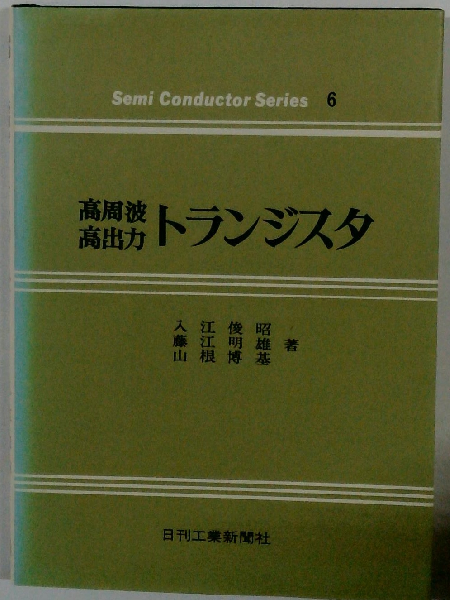 Semi Conductor Series 6
高周波
高出力
トランジスタ
入江俊昭
藤江明雄 著
山根博基
日刊工業新聞社